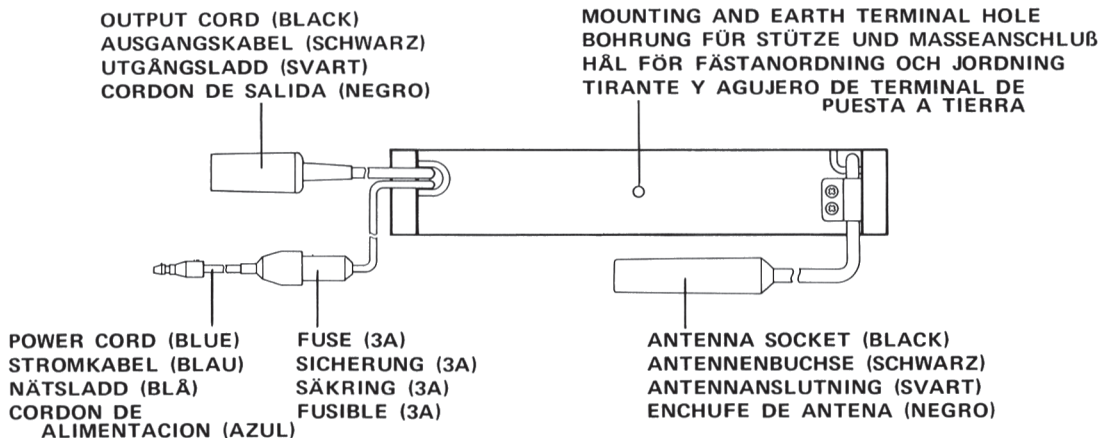 OUTPUT CORD (BLACK)
AUSGANGSKABEL (SCHWARZ)
UTGÅNGSLADD (SVART)
CORDON DE SALIDA (NEGRO)
MOUNTING AND EARTH TERMINAL HOLE
BOHRUNG FÜR STÜTZE UND MASSEANSCHLUß
HÅL FÖR FÄSTANORDNING OCH JORDNING
TIRANTE Y AGUJERO DE TERMINAL DE
PUESTA A TIERRA
POWER CORD (BLUE)
STROMKABEL (BLAU)
NÄTSLADD (BLÅ)
CORDON DE
ALIMENTACION (AZUL)
FUSE (3A)
SICHERUNG (3A)
SÄKRING (3A)
FUSIBLE (3A)
ANTENNA SOCKET (BLACK)
ANTENNENBUCHSE (SCHWARZ)
ANTENNANSLUTNING (SVART)
ENCHUFE DE ANTENA (NEGRO)